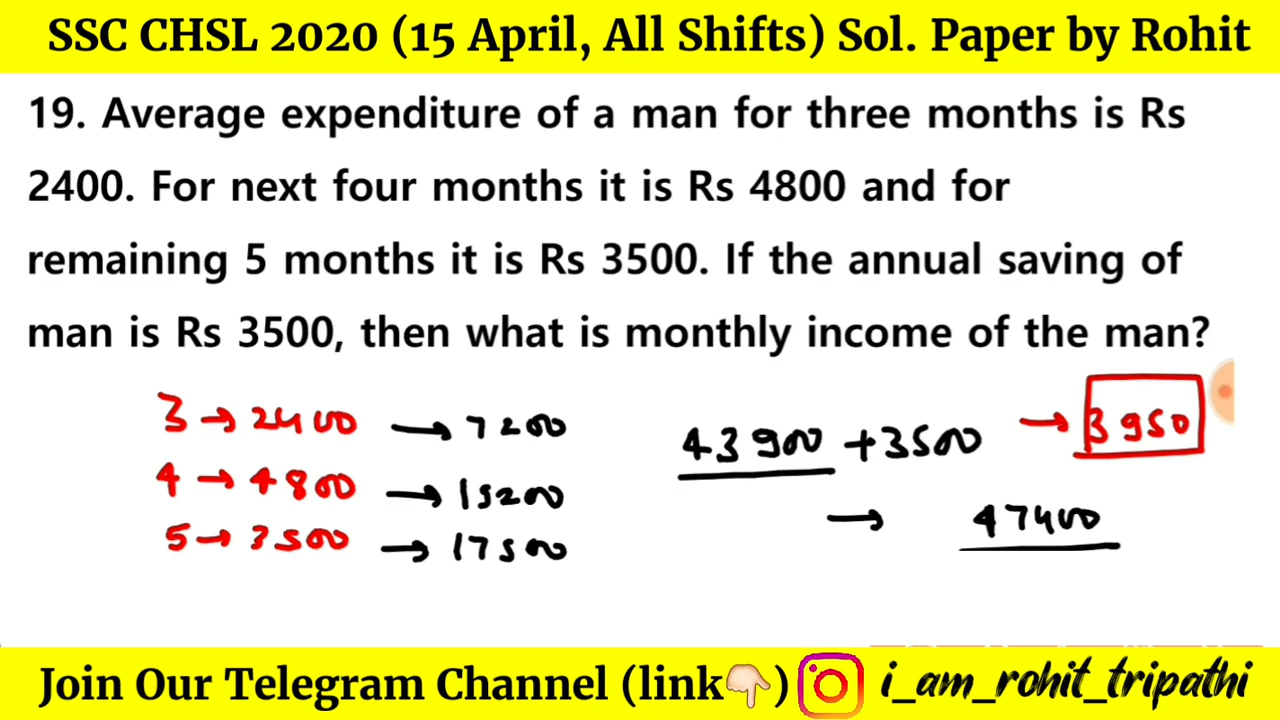 SSC CHSL 2020 (15 April, All Shifts) Sol. Paper by Rohit
19. Average expenditure of a man for three months is Rs
2400. For next four months it is Rs 4800 and for
remaining 5 months it is Rs 3500. If the annual saving of
man is Rs 3500, then what is monthly income of the man?
3 → 2400 → 7200
4 → 4800 → 19200
5 → 3500 → 17500
43900 + 3500 → 3950
→ 47400
Join Our Telegram Channel (link👇) i_am_rohit_tripathi